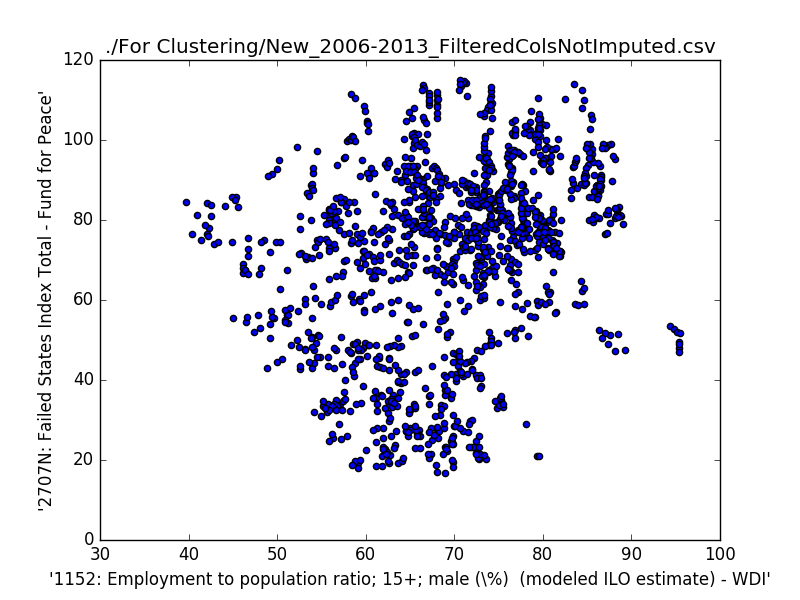 ./For Clustering/New_2006-2013_FilteredColsNotImputed.csv
'2707N: Failed States Index Total - Fund for Peace'
120
100
80
60
40
20
0
30 40 50 60 70 80 90 100
'1152: Employment to population ratio; 15+; male (\%)  (modeled ILO estimate) - WDI'